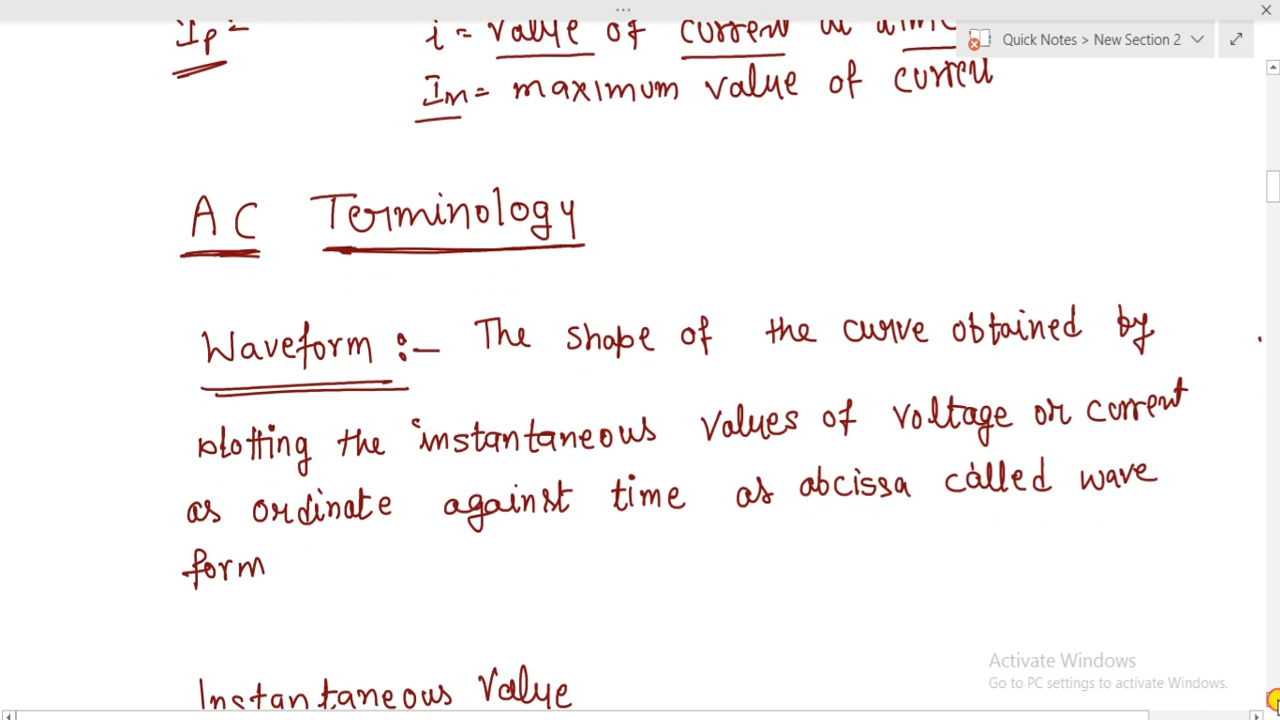 ...
Quick Notes > New Section 2
Ip =
i = value of current
Im = maximum value of
AC Terminology
Waveform :- The shape of the curve obtained by
plotting the instantaneous values of voltage or current
as ordinate against time as abcissa called wave
form
Instantaneous Value
Activate Windows
Go to PC settings to activate Windows.